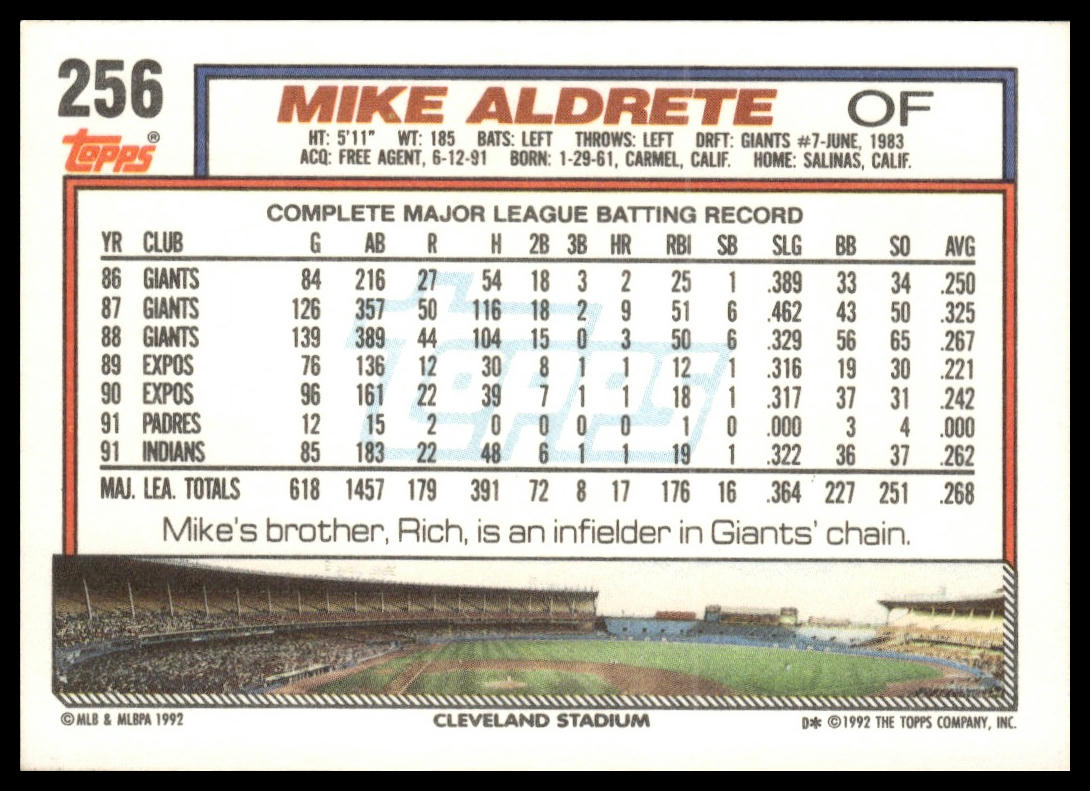 256
Topps®
MIKE ALDRETE OF
HT: 5'11" WT: 185 BATS: LEFT THROWS: LEFT DRFT: GIANTS #7-JUNE, 1983
ACQ: FREE AGENT, 6-12-91 BORN: 1-29-61, CARMEL, CALIF. HOME: SALINAS, CALIF.
COMPLETE MAJOR LEAGUE BATTING RECORD
YR CLUB G AB R H 2B 3B HR RBI SB SLG BB SO AVG
86 GIANTS 84 216 27 54 18 3 2 25 1 .389 33 34 .250
87 GIANTS 126 357 50 116 18 2 9 51 6 .462 43 50 .325
88 GIANTS 139 389 44 104 15 0 3 50 6 .329 56 65 .267
89 EXPOS 76 136 12 30 8 1 1 12 1 .316 19 30 .221
90 EXPOS 96 161 22 39 7 1 1 18 1 .317 37 31 .242
91 PADRES 12 15 2 0 0 0 0 1 0 .000 3 4 .000
91 INDIANS 85 183 22 48 6 1 1 19 1 .322 36 37 .262
MAJ. LEA. TOTALS 618 1457 179 391 72 8 17 176 16 .364 227 251 .268
Topps
Mike's brother, Rich, is an infielder in Giants' chain.
©MLB & MLBPA 1992 CLEVELAND STADIUM D* ©1992 THE TOPPS COMPANY, INC.